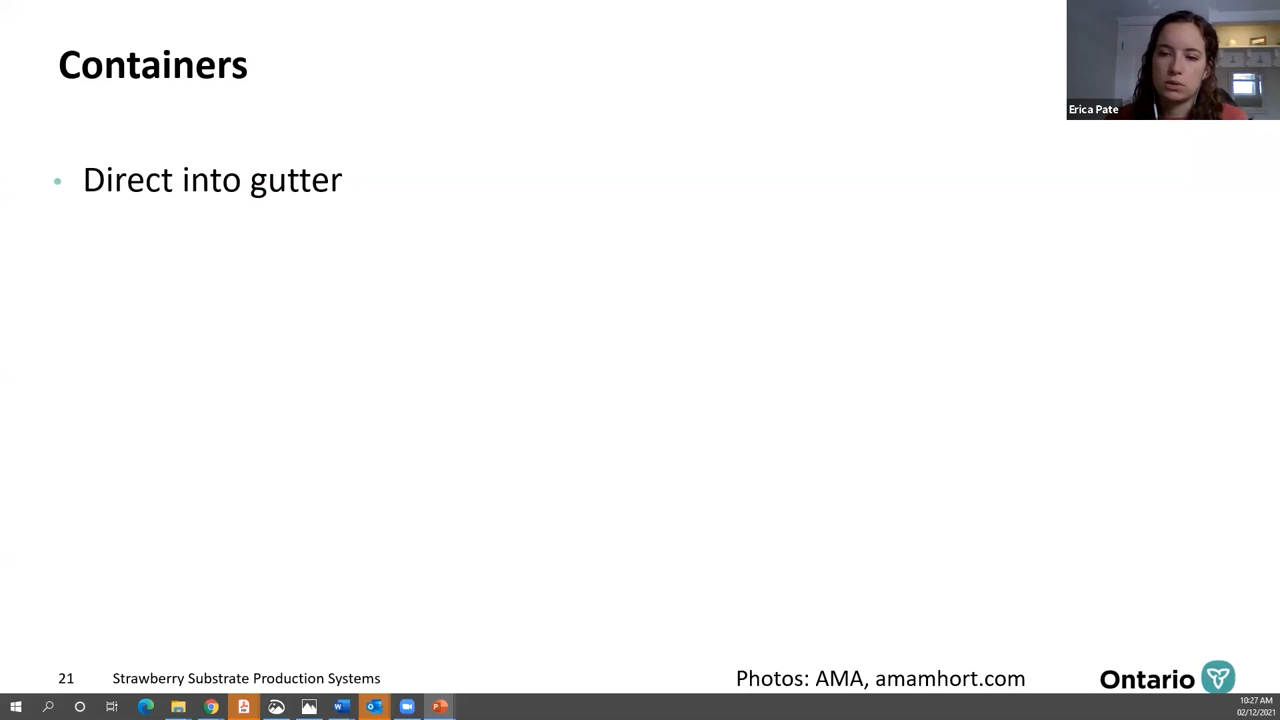 Containers
Erica Pate
• Direct into gutter
21 Strawberry Substrate Production Systems
Photos: AMA, amamhort.com
Ontario
10:27 AM
02/12/2021